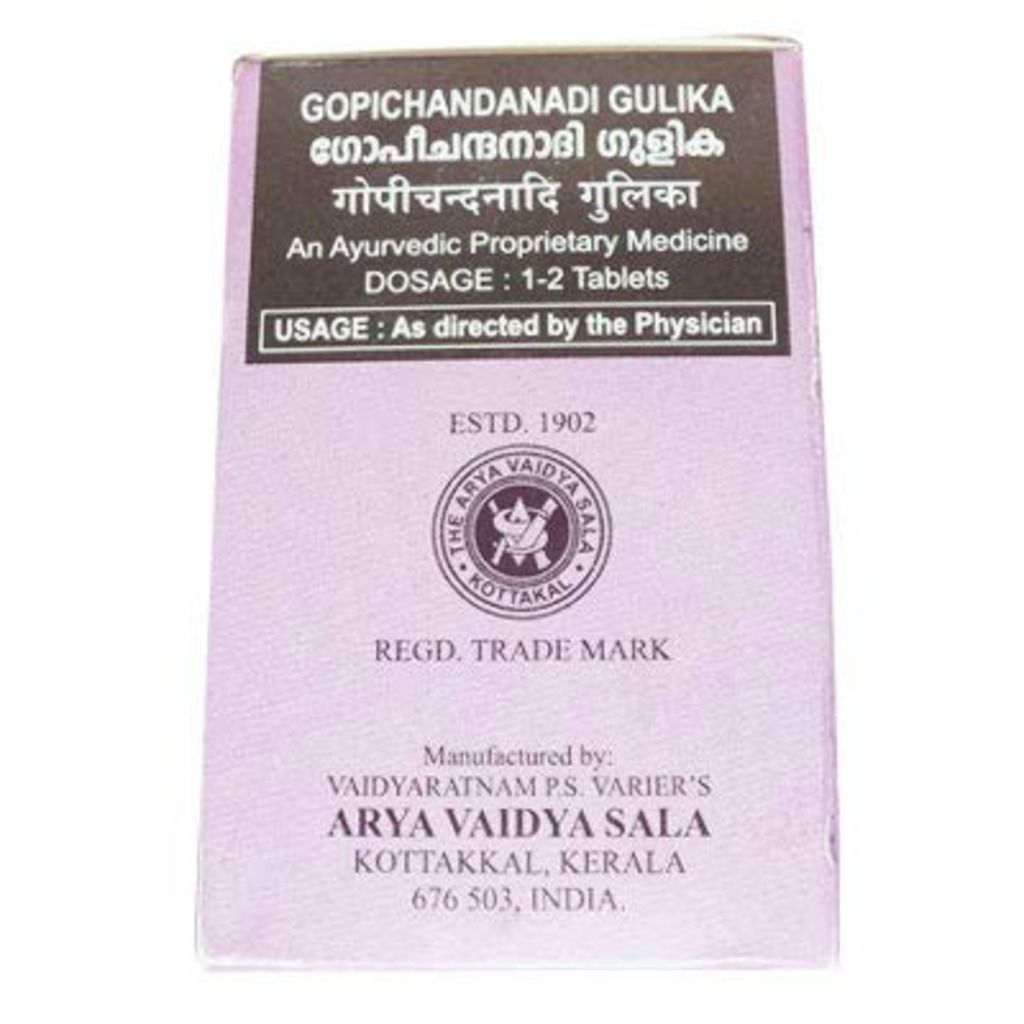 GOPICHANDANADI GULIKA
ഗോപീചന്ദനാദി ഗുളിക
गोपीचन्दनादि गुलिका
An Ayurvedic Proprietary Medicine
DOSAGE : 1-2 Tablets
USAGE : As directed by the Physician
ESTD. 1902
THE ARYA VAIDYA SALA
• KOTTAKAL •
REGD. TRADE MARK
Manufactured by:
VAIDYARATNAM P.S. VARIER'S
ARYA VAIDYA SALA
KOTTAKKAL, KERALA
676 503, INDIA.